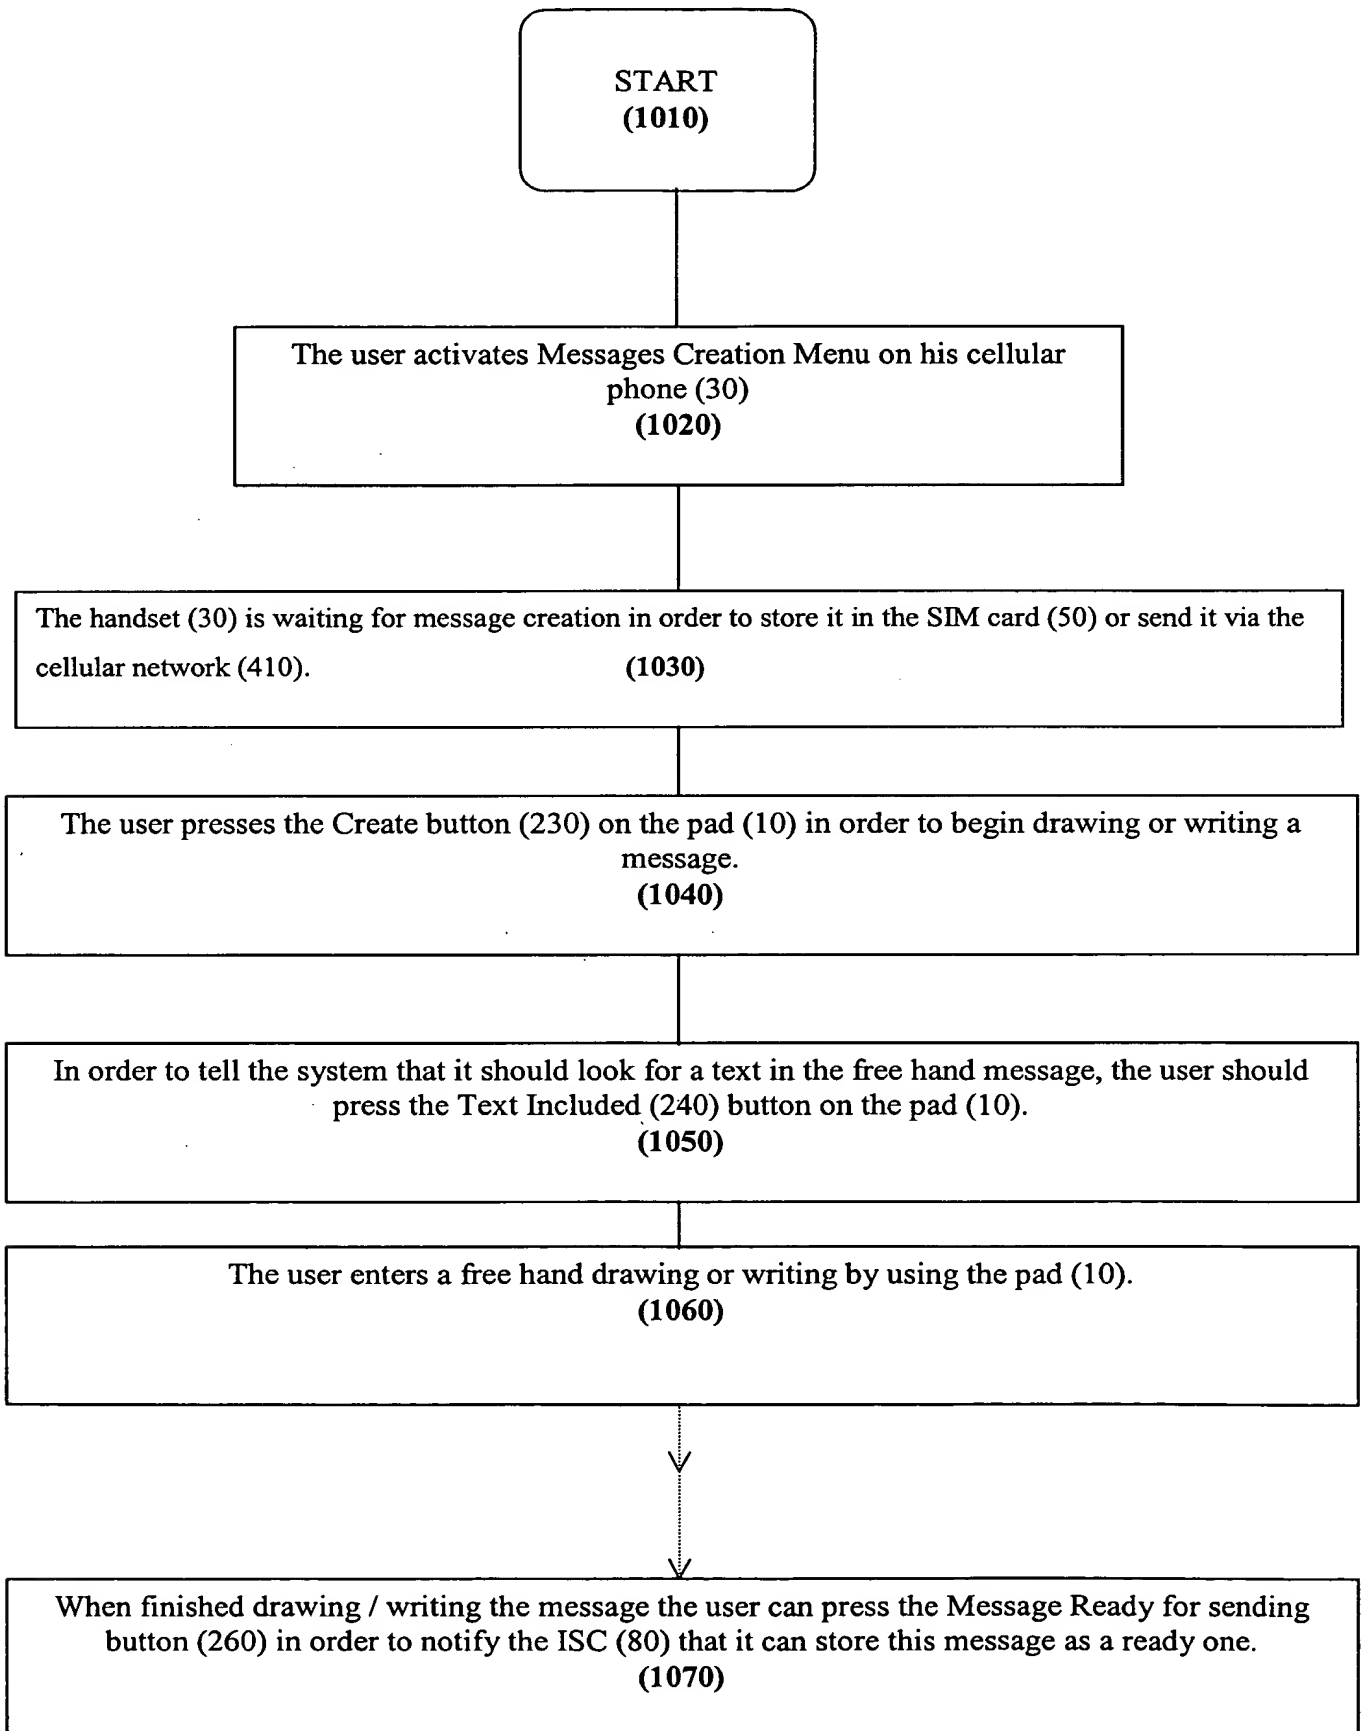 START
(1010)
The user activates Messages Creation Menu on his cellular
phone (30)
(1020)
The handset (30) is waiting for message creation in order to store it in the SIM card (50) or send it via the
cellular network (410). (1030)
The user presses the Create button (230) on the pad (10) in order to begin drawing or writing a
message.
(1040)
In order to tell the system that it should look for a text in the free hand message, the user should
press the Text Included (240) button on the pad (10).
(1050)
The user enters a free hand drawing or writing by using the pad (10).
(1060)
When finished drawing / writing the message the user can press the Message Ready for sending
button (260) in order to notify the ISC (80) that it can store this message as a ready one.
(1070)